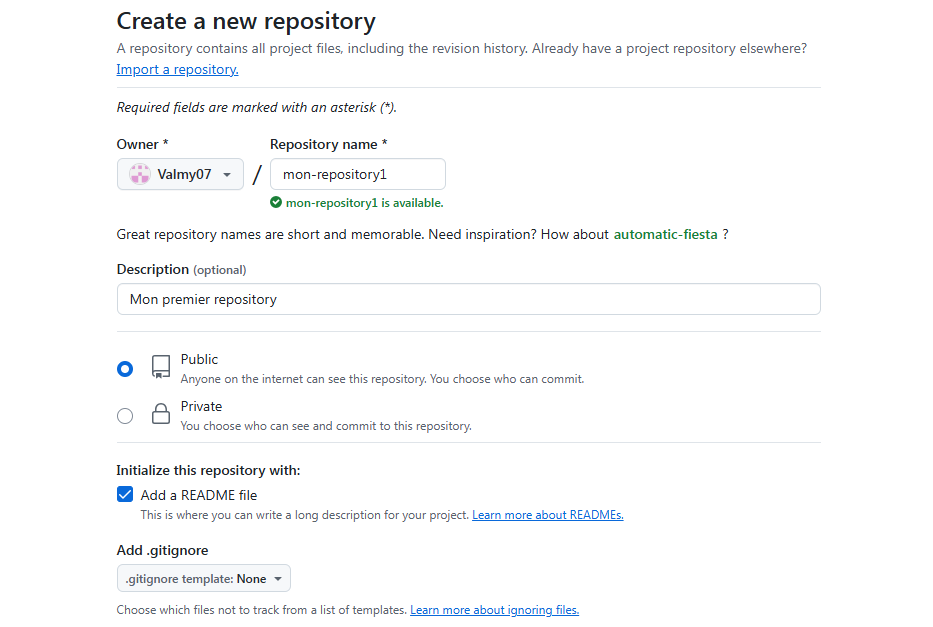 Create a new repository
A repository contains all project files, including the revision history. Already have a project repository elsewhere?
Import a repository.
Required fields are marked with an asterisk (*).
Owner * Repository name *
Valmy07 / mon-repository1
mon-repository1 is available.
Great repository names are short and memorable. Need inspiration? How about automatic-fiesta ?
Description (optional)
Mon premier repository
Public
Anyone on the internet can see this repository. You choose who can commit.
Private
You choose who can see and commit to this repository.
Initialize this repository with:
Add a README file
This is where you can write a long description for your project. Learn more about READMEs.
Add .gitignore
.gitignore template: None
Choose which files not to track from a list of templates. Learn more about ignoring files.